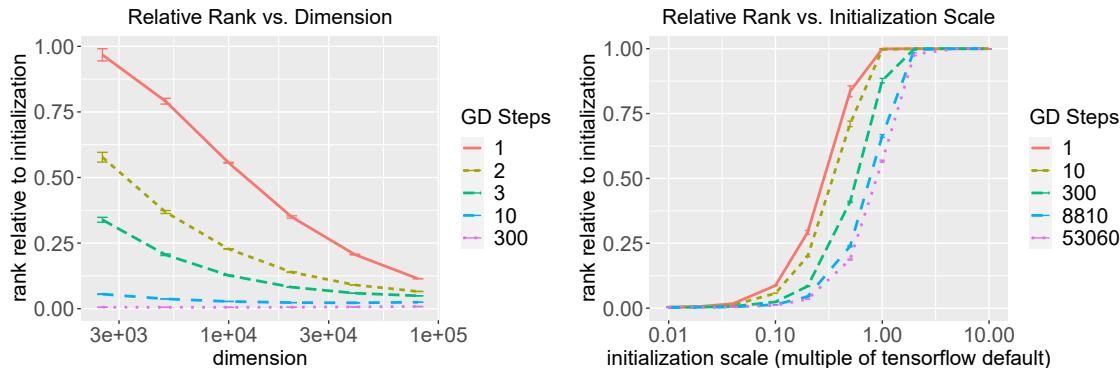 Relative Rank vs. Dimension
rank relative to initialization
1.00
0.75
0.50
0.25
0.00
3e+03
1e+04
3e+04
1e+05
dimension
GD Steps
1
2
3
10
300
Relative Rank vs. Initialization Scale
rank relative to initialization
1.00
0.75
0.50
0.25
0.00
0.01
0.10
1.00
10.00
initialization scale (multiple of tensorflow default)
GD Steps
1
10
300
8810
53060